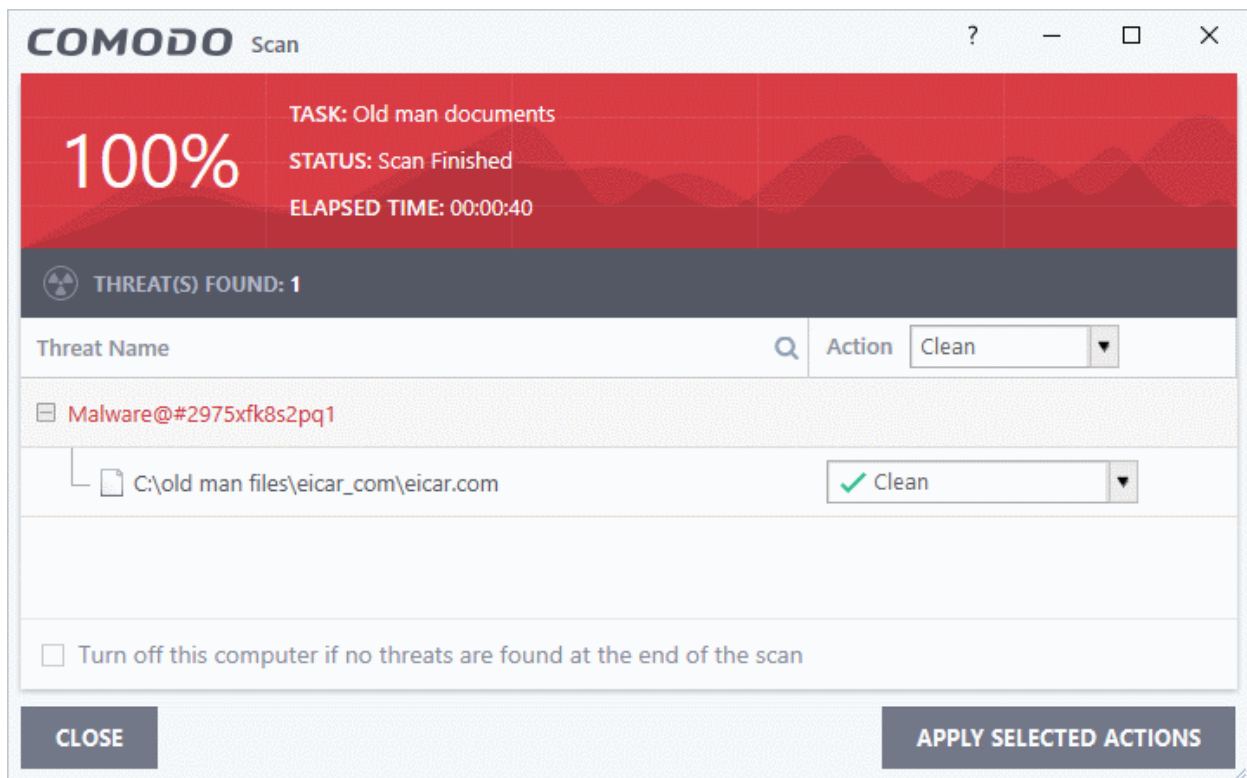 COMODO Scan ?
100%
TASK: Old man documents
STATUS: Scan Finished
ELAPSED TIME: 00:00:40
THREAT(S) FOUND: 1
Threat Name Action Clean
Malware@#2975xfk8s2pq1
C:\old man files\eicar_com\eicar.com Clean
Turn off this computer if no threats are found at the end of the scan
CLOSE APPLY SELECTED ACTIONS